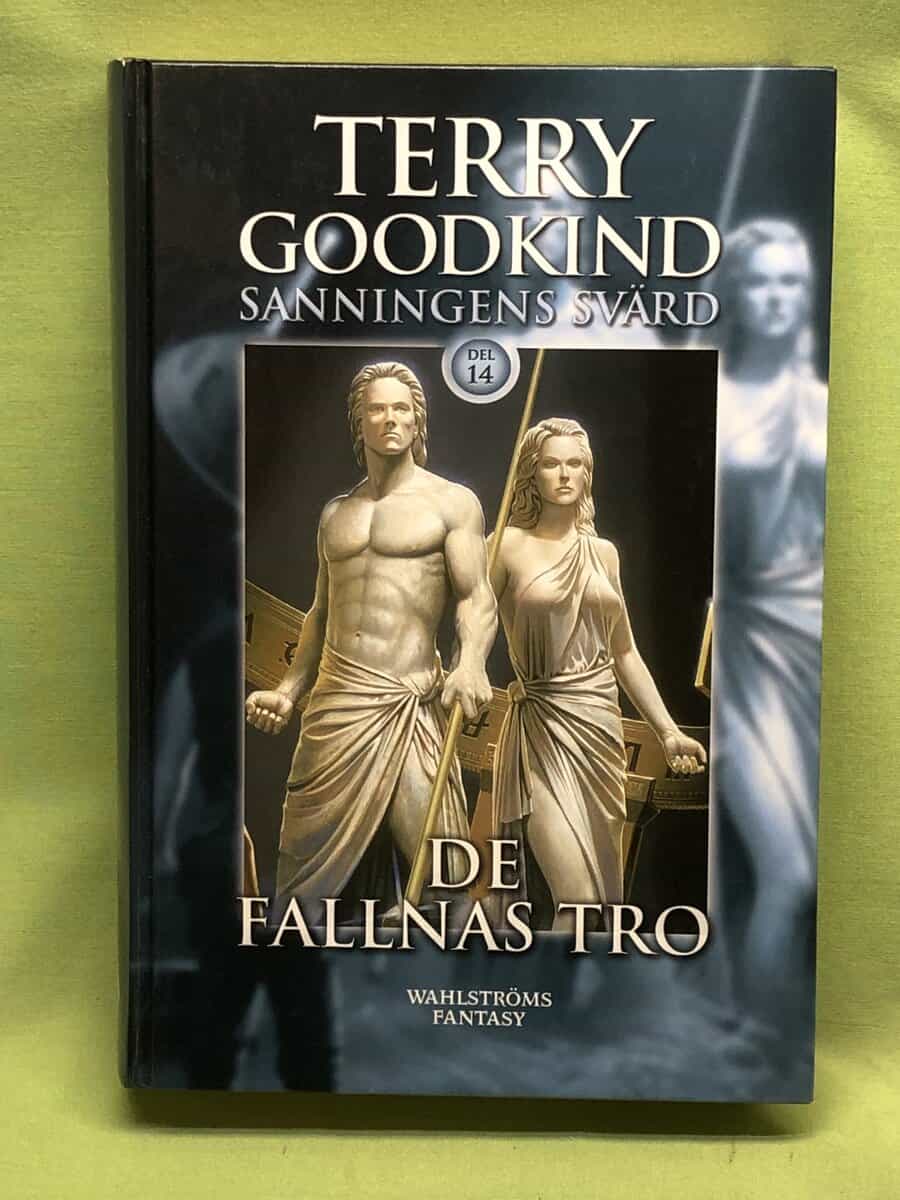 TERRY
GOODKIND
SANNINGENS SVÄRD
DEL
14
DE
FALLNAS TRO
WAHLSTRÖMS
FANTASY